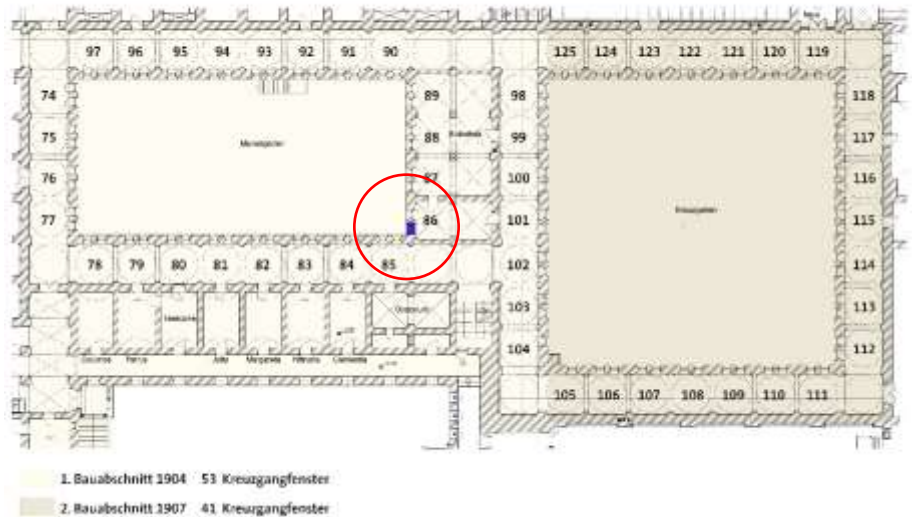 97 96 95 94 93 92 91 90
125 124 123 122 121 120 119
74 89 98 118
75 88 99 117
Kreuzgarten
76 87 100 116
77 86 101 115
78 79 80 81 82 83 84 85 102 114
103 113
104 112
Margareta
105 106 107 108 109 110 111
1. Bauabschnitt 1904 53 Kreuzgangfenster
2. Bauabschnitt 1907 41 Kreuzgangfenster